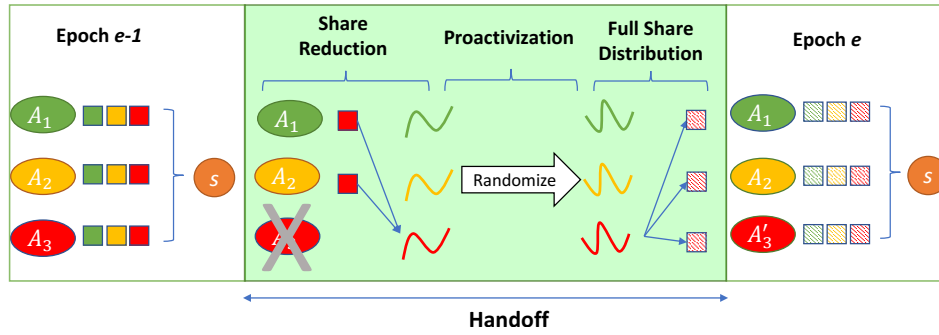 Epoch e-1
Share
Reduction
Proactivization
Full Share
Distribution
Epoch e
A₁
A₂
A₃
s
A₁
A₂
Randomize
A₁
A₂
A′₃
s
Handoff